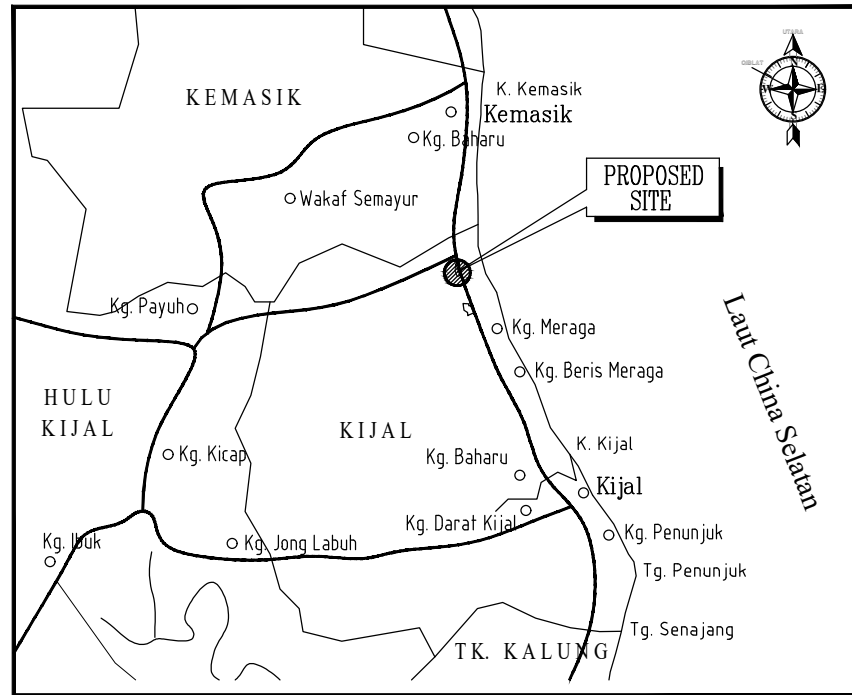 UTARA
QIBLAT
N
W
E
S
K. Kemasik
KEMASIK
Kemasik
Kg. Baharu
PROPOSED
SITE
Wakaf Semayur
Kg. Payuh
Kg. Meraga
Laut China Selatan
Kg. Beris Meraga
HULU
KIJAL
KIJAL
K. Kijal
Kg. Kicap
Kg. Baharu
Kijal
Kg. Darat Kijal
Kg. Penunjuk
Kg. Ibuk
Kg. Jong Labuh
Tg. Penunjuk
Tg. Senajang
TK. KALUNG